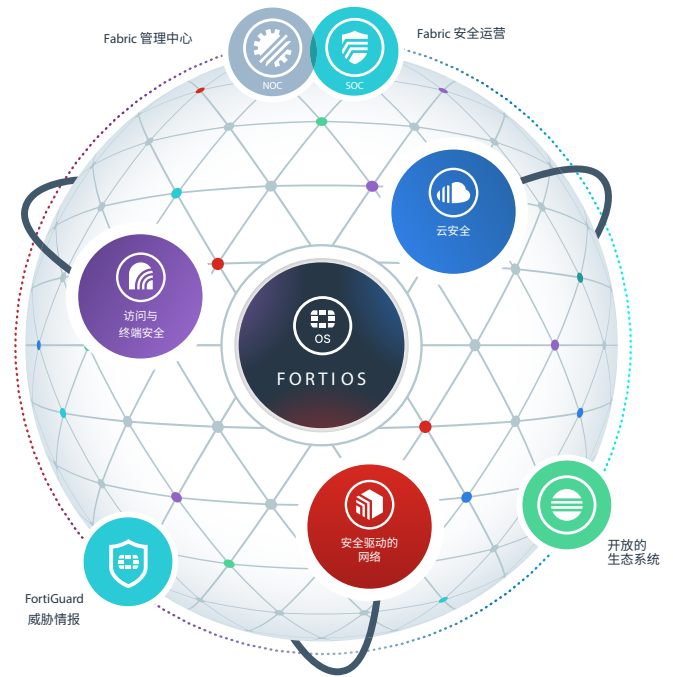 Fabric 管理中心
Fabric 安全运营
NOC
SOC
云安全
访问与
终端安全
OS
FORTIOS
安全驱动的
网络
开放的
生态系统
FortiGuard
威胁情报